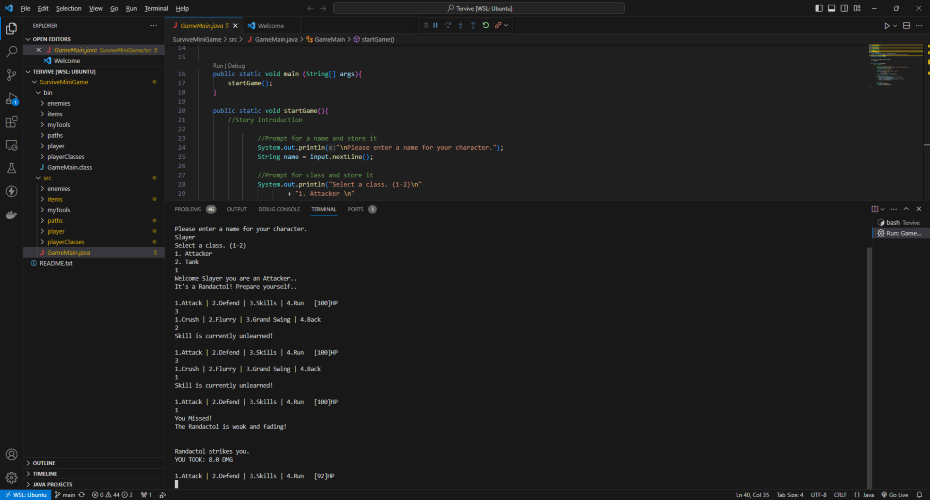 File Edit Selection View Go Run Terminal Help
Tervive [WSL: Ubuntu]
EXPLORER
OPEN EDITORS
GameMain.java SurviveMiniGame/src 5
Welcome
TERVIVE [WSL: UBUNTU]
SurviveMiniGame
bin
enemies
items
myTools
paths
player
playerClasses
GameMain.class
src
enemies
items
myTools
paths
player
playerClasses
GameMain.java 5
README.txt
OUTLINE
TIMELINE
JAVA PROJECTS
GameMain.java 5
Welcome
SurviveMiniGame > src > GameMain.java > GameMain > startGame()
14
15
Run | Debug
16 public static void main (String[] args){
17 startGame();
18 }
19
20 public static void startGame(){
21 //Story introduction
22
23 //Prompt for a name and store it
24 System.out.println(x:"\nPlease enter a name for your character.");
25 String name = input.nextLine();
26
27 //Prompt for class and store it
28 System.out.println("Select a class. (1-2)\n"
29 + "1. Attacker \n"
PROBLEMS 46 OUTPUT DEBUG CONSOLE TERMINAL PORTS
bash Tervive
Run: Game...
Please enter a name for your character.
Slayer
Select a class. (1-2)
1. Attacker
2. Tank
1
Welcome Slayer you are an Attacker..
It's a Randactol! Prepare yourself..
1.Attack | 2.Defend | 3.Skills | 4.Run [100]HP
3
1.Crush | 2.Flurry | 3.Grand Swing | 4.Back
2
Skill is currently unlearned!
1.Attack | 2.Defend | 3.Skills | 4.Run [100]HP
3
1.Crush | 2.Flurry | 3.Grand Swing | 4.Back
1
Skill is currently unlearned!
1.Attack | 2.Defend | 3.Skills | 4.Run [100]HP
1
You Missed!
The Randactol is weak and fading!
Randactol strikes you.
YOU TOOK: 8.0 DMG
1.Attack | 2.Defend | 3.Skills | 4.Run [92]HP
WSL: Ubuntu main 0 44 2 1 Ln 40, Col 35 Tab Size: 4 UTF-8 CRLF {} Java Go Live